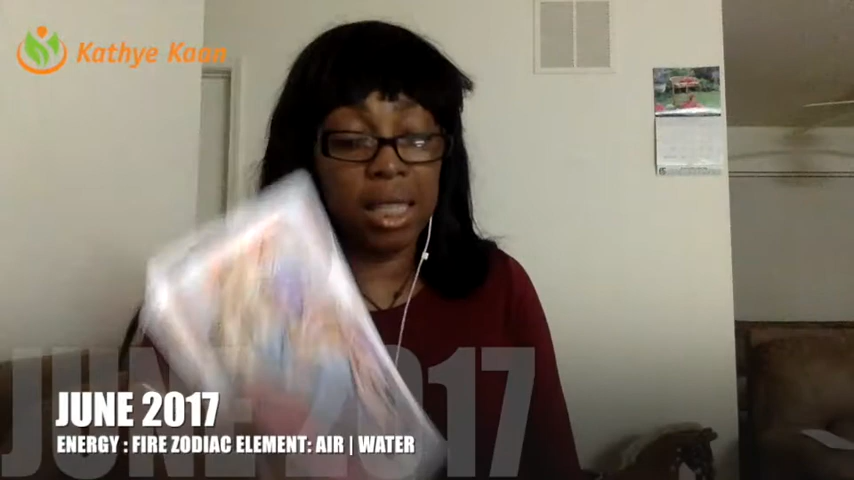 Kathye Kaan
JUNE 2017
JUNE 2017
ENERGY : FIRE ZODIAC ELEMENT: AIR | WATER